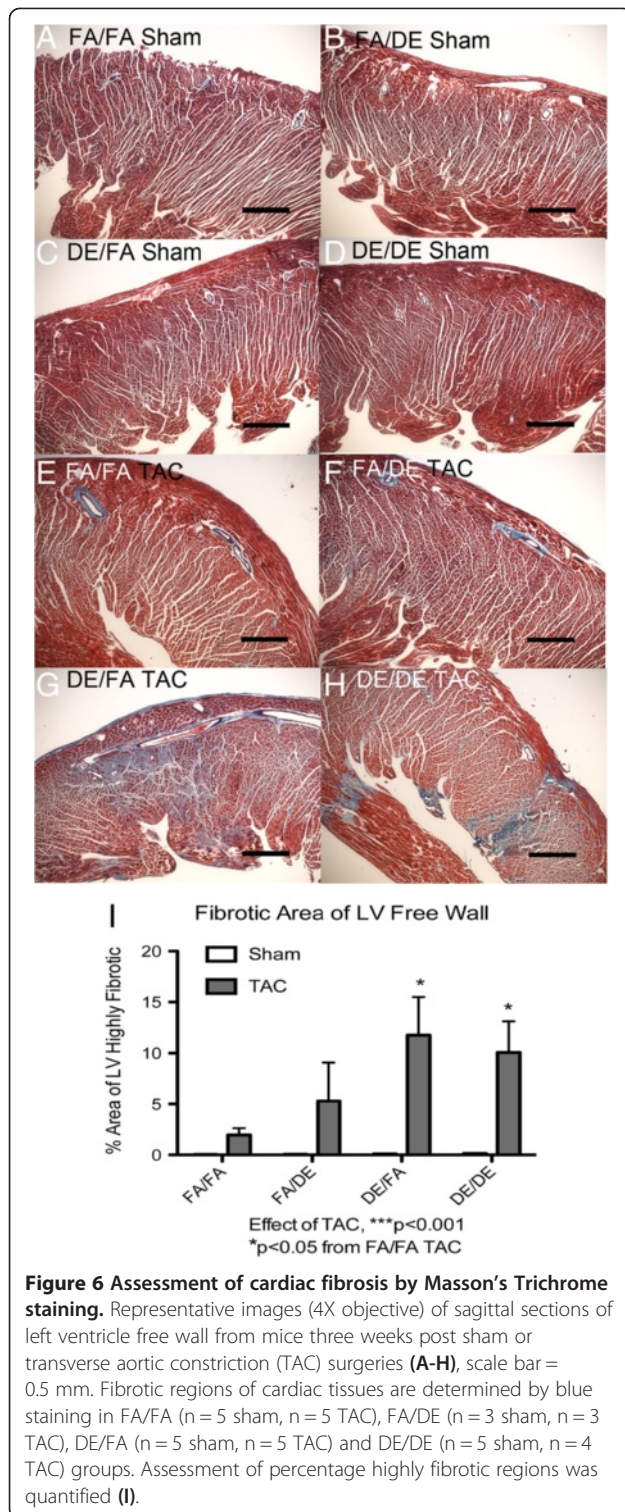 A FA/FA Sham
B FA/DE Sham
C DE/FA Sham
D DE/DE Sham
E FA/FA TAC
F FA/DE TAC
G DE/FA TAC
H DE/DE TAC
I Fibrotic Area of LV Free Wall
% Area of LV Highly Fibrotic
20
15
10
5
0
Sham
TAC
*
*
FA/FA
FA/DE
DE/FA
DE/DE
Effect of TAC, ***p<0.001
*p<0.05 from FA/FA TAC
Figure 6 Assessment of cardiac fibrosis by Masson's Trichrome
staining. Representative images (4X objective) of sagittal sections of
left ventricle free wall from mice three weeks post sham or
transverse aortic constriction (TAC) surgeries (A-H), scale bar =
0.5 mm. Fibrotic regions of cardiac tissues are determined by blue
staining in FA/FA (n = 5 sham, n = 5 TAC), FA/DE (n = 3 sham, n = 3
TAC), DE/FA (n = 5 sham, n = 5 TAC) and DE/DE (n = 5 sham, n = 4
TAC) groups. Assessment of percentage highly fibrotic regions was
quantified (I).